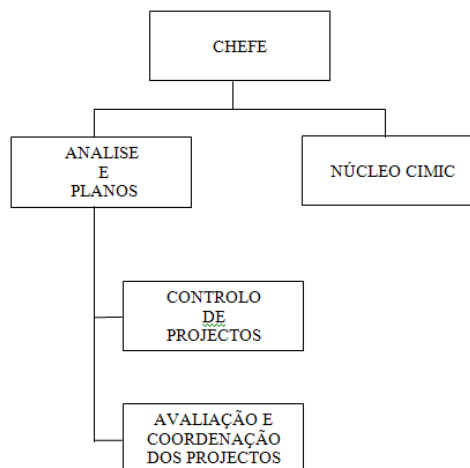 CHEFE
ANALISE
E
PLANOS
NÚCLEO CIMIC
CONTROLO
DE
PROJECTOS
AVALIAÇÃO E
COORDENAÇÃO
DOS PROJECTOS